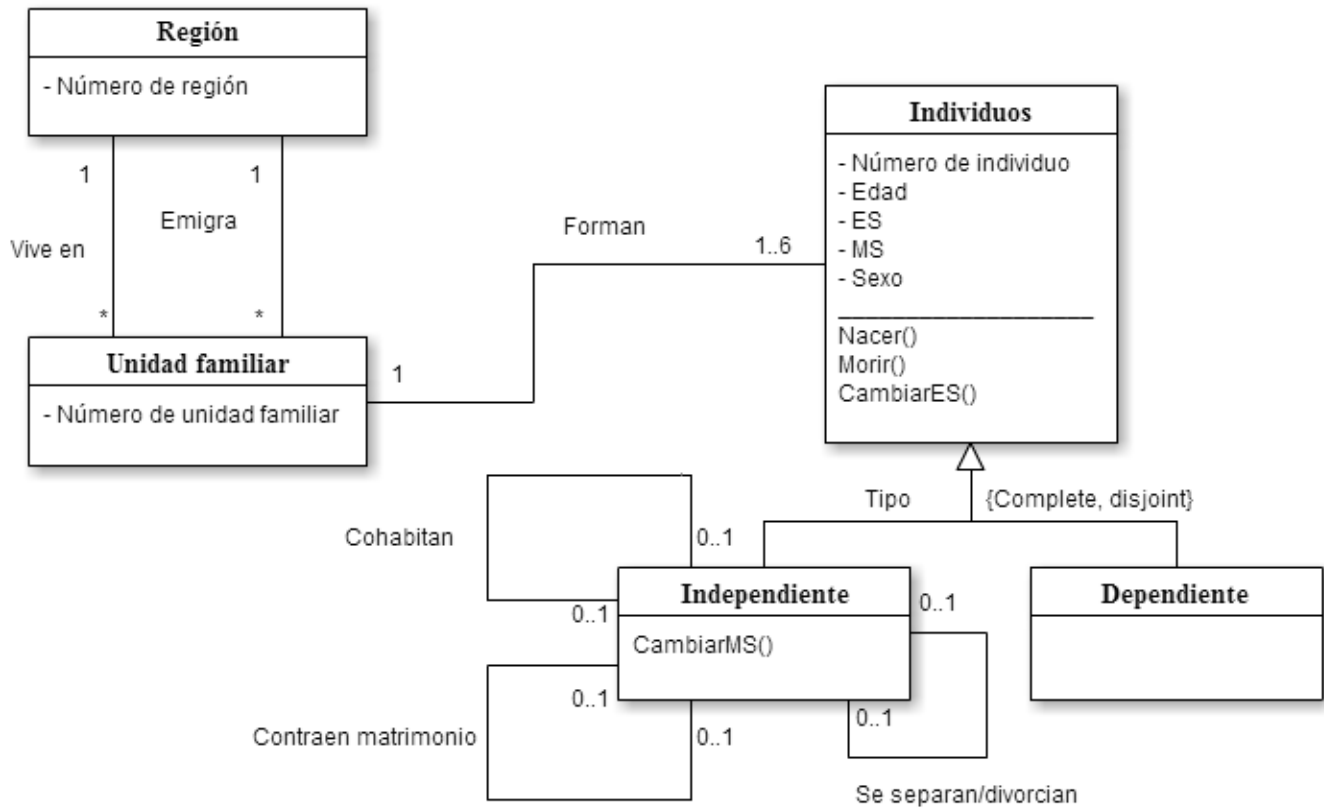 Región
- Número de región
1
1
Emigra
Vive en
*
*
Unidad familiar
- Número de unidad familiar
1
Forman
1..6
Individuos
- Número de individuo
- Edad
- ES
- MS
- Sexo
Nacer()
Morir()
CambiarES()
Tipo
{Complete, disjoint}
Cohabitan
0..1
0..1
Independiente
CambiarMS()
0..1
0..1
Se separan/divorcian
0..1
0..1
Contraen matrimonio
Dependiente